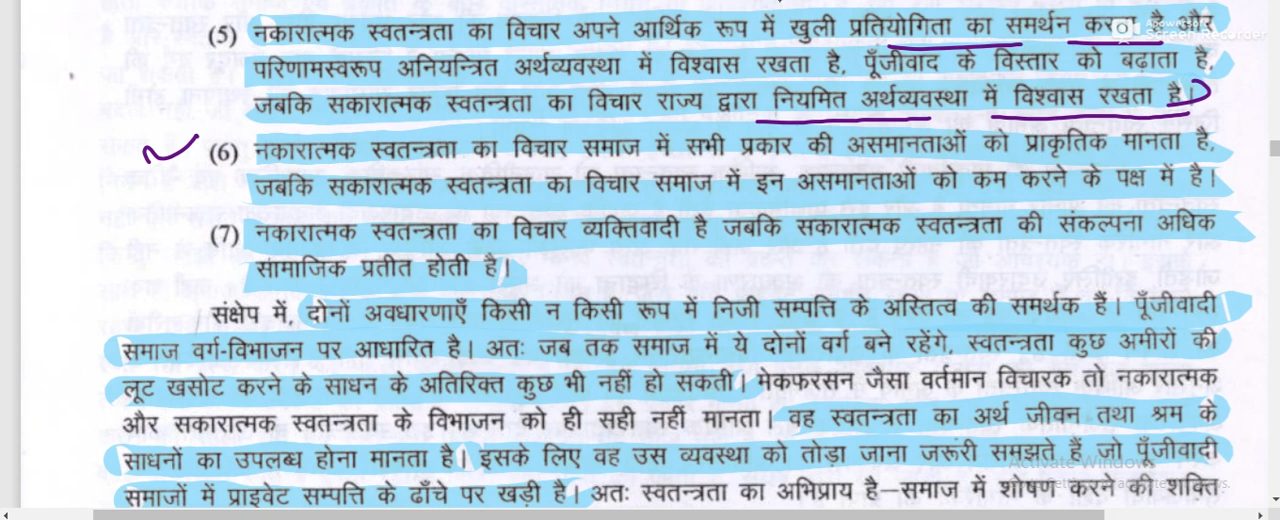 (5) नकारात्मक स्वतन्त्रता का विचार अपने आर्थिक रूप में खुली प्रतियोगिता का समर्थन करता है और
परिणामस्वरूप अनियन्त्रित अर्थव्यवस्था में विश्वास रखता है, पूँजीवाद के विस्तार को बढ़ाता है,
जबकि सकारात्मक स्वतन्त्रता का विचार राज्य द्वारा नियमित अर्थव्यवस्था में विश्वास रखता है।
(6) नकारात्मक स्वतन्त्रता का विचार समाज में सभी प्रकार की असमानताओं को प्राकृतिक मानता है,
जबकि सकारात्मक स्वतन्त्रता का विचार समाज में इन असमानताओं को कम करने के पक्ष में है।
(7) नकारात्मक स्वतन्त्रता का विचार व्यक्तिवादी है जबकि सकारात्मक स्वतन्त्रता की संकल्पना अधिक
सामाजिक प्रतीत होती है।
संक्षेप में, दोनों अवधारणाएँ किसी न किसी रूप में निजी सम्पत्ति के अस्तित्व की समर्थक हैं। पूँजीवादी
समाज वर्ग-विभाजन पर आधारित है। अतः जब तक समाज में ये दोनों वर्ग बने रहेंगे, स्वतन्त्रता कुछ अमीरों की
लूट खसोट करने के साधन के अतिरिक्त कुछ भी नहीं हो सकती। मेकफरसन जैसा वर्तमान विचारक तो नकारात्मक
और सकारात्मक स्वतन्त्रता के विभाजन को ही सही नहीं मानता। वह स्वतन्त्रता का अर्थ जीवन तथा श्रम के
साधनों का उपलब्ध होना मानता है। इसके लिए वह उस व्यवस्था को तोड़ा जाना जरूरी समझते हैं जो पूँजीवादी
समाजों में प्राइवेट सम्पत्ति के ढाँचे पर खड़ी है। अतः स्वतन्त्रता का अभिप्राय है—समाज में शोषण करने की शक्ति
Screen Recorder
Activate Windows